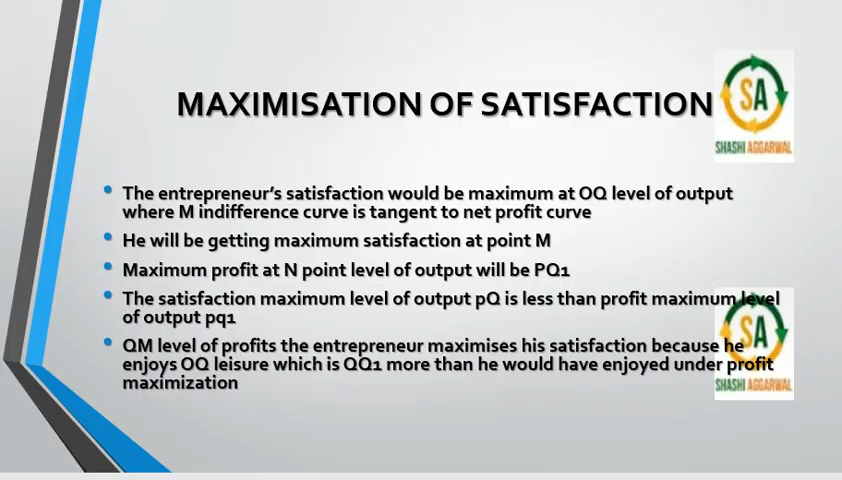 MAXIMISATION OF SATISFACTION
SA
SHASHI AGGARWAL
The entrepreneur's satisfaction would be maximum at OQ level of output
where M indifference curve is tangent to net profit curve
He will be getting maximum satisfaction at point M
Maximum profit at N point level of output will be PQ1
The satisfaction maximum level of output pQ is less than profit maximum level
of output pq1
QM level of profits the entrepreneur maximises his satisfaction because he
enjoys OQ leisure which is QQ1 more than he would have enjoyed under profit
maximization
SA
SHASHI AGGARWAL